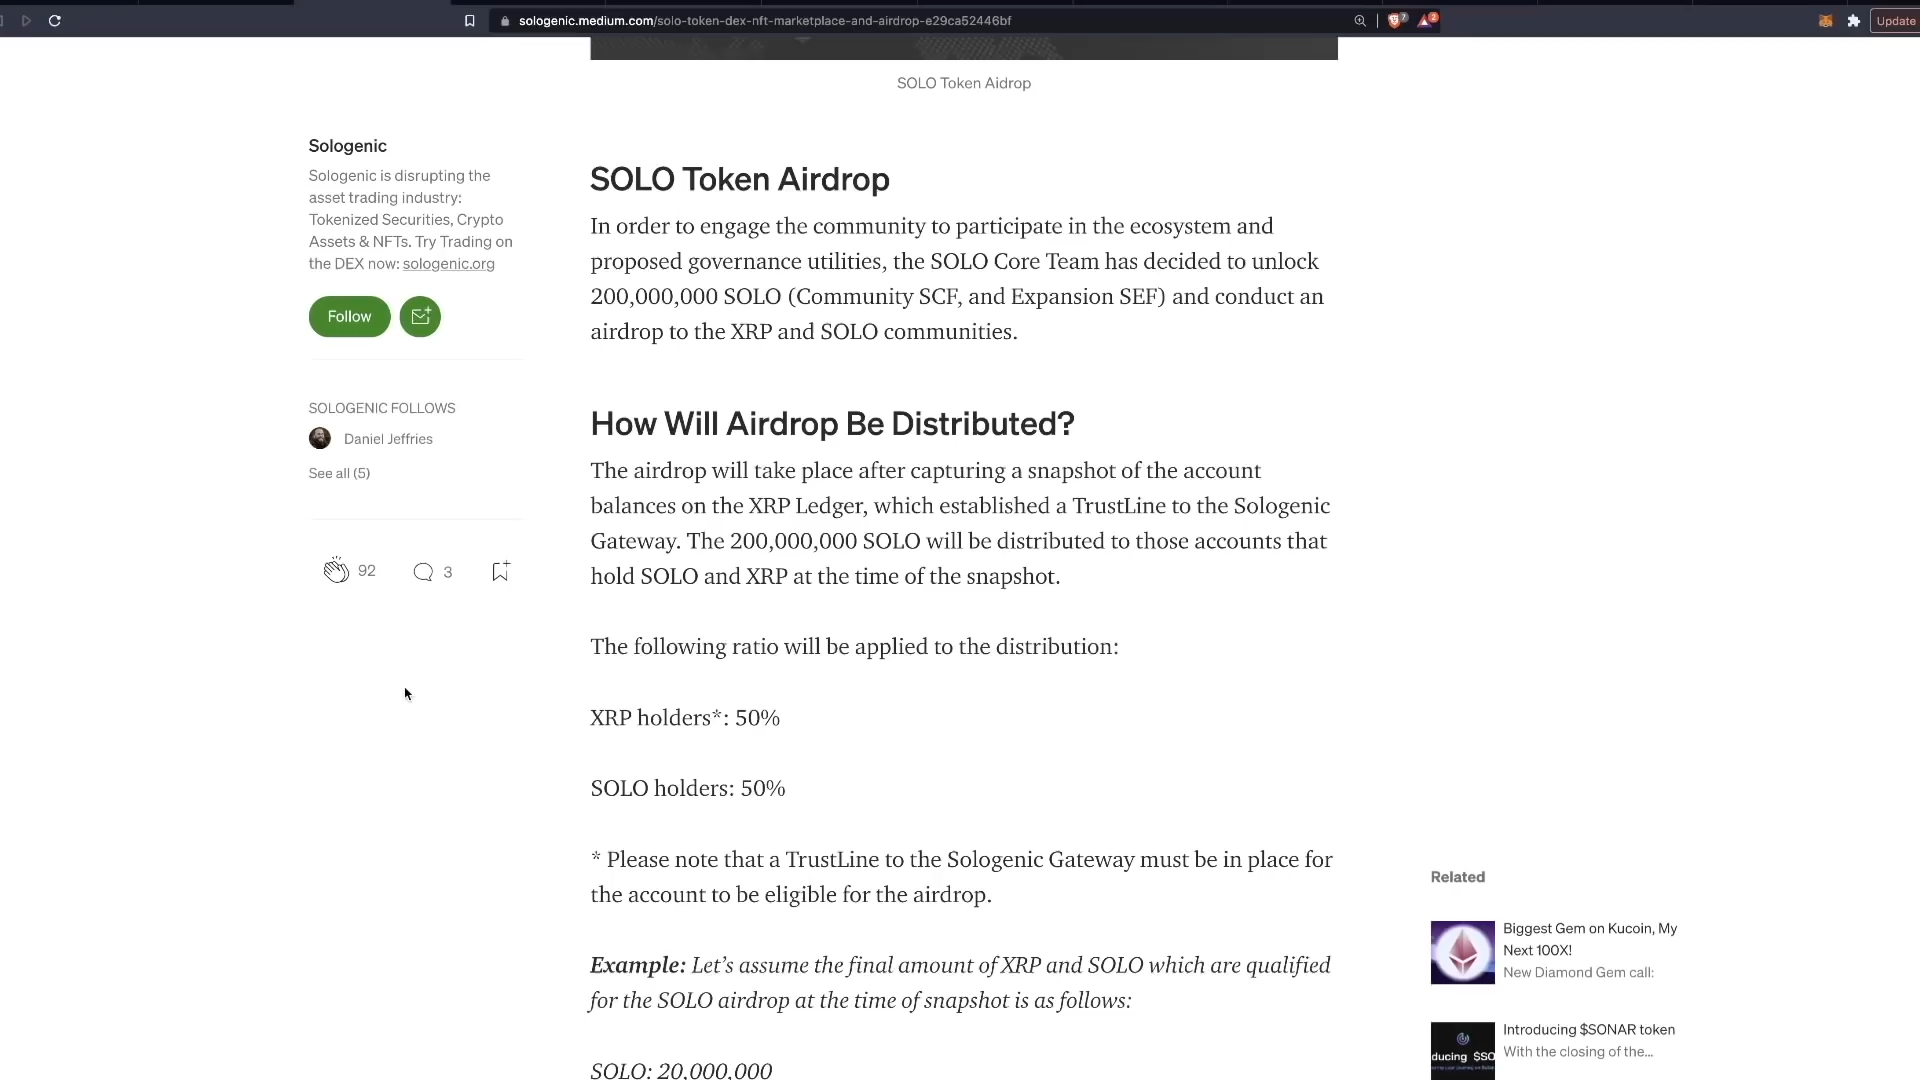 sologenic.medium.com/solo-token-dex-nft-marketplace-and-airdrop-e29ca52446bf
7
2
Update
SOLO Token Aidrop
Sologenic
Sologenic is disrupting the
asset trading industry:
Tokenized Securities, Crypto
Assets & NFTs. Try Trading on
the DEX now: sologenic.org
Follow
SOLOGENIC FOLLOWS
Daniel Jeffries
See all (5)
92
3
SOLO Token Airdrop
In order to engage the community to participate in the ecosystem and
proposed governance utilities, the SOLO Core Team has decided to unlock
200,000,000 SOLO (Community SCF, and Expansion SEF) and conduct an
airdrop to the XRP and SOLO communities.
How Will Airdrop Be Distributed?
The airdrop will take place after capturing a snapshot of the account
balances on the XRP Ledger, which established a TrustLine to the Sologenic
Gateway. The 200,000,000 SOLO will be distributed to those accounts that
hold SOLO and XRP at the time of the snapshot.
The following ratio will be applied to the distribution:
XRP holders*: 50%
SOLO holders: 50%
* Please note that a TrustLine to the Sologenic Gateway must be in place for
the account to be eligible for the airdrop.
Example: Let’s assume the final amount of XRP and SOLO which are qualified
for the SOLO airdrop at the time of snapshot is as follows:
SOLO: 20,000,000
Related
Biggest Gem on Kucoin, My
Next 100X!
New Diamond Gem call:
Introducing $SONAR token
With the closing of the...
ducing $SO